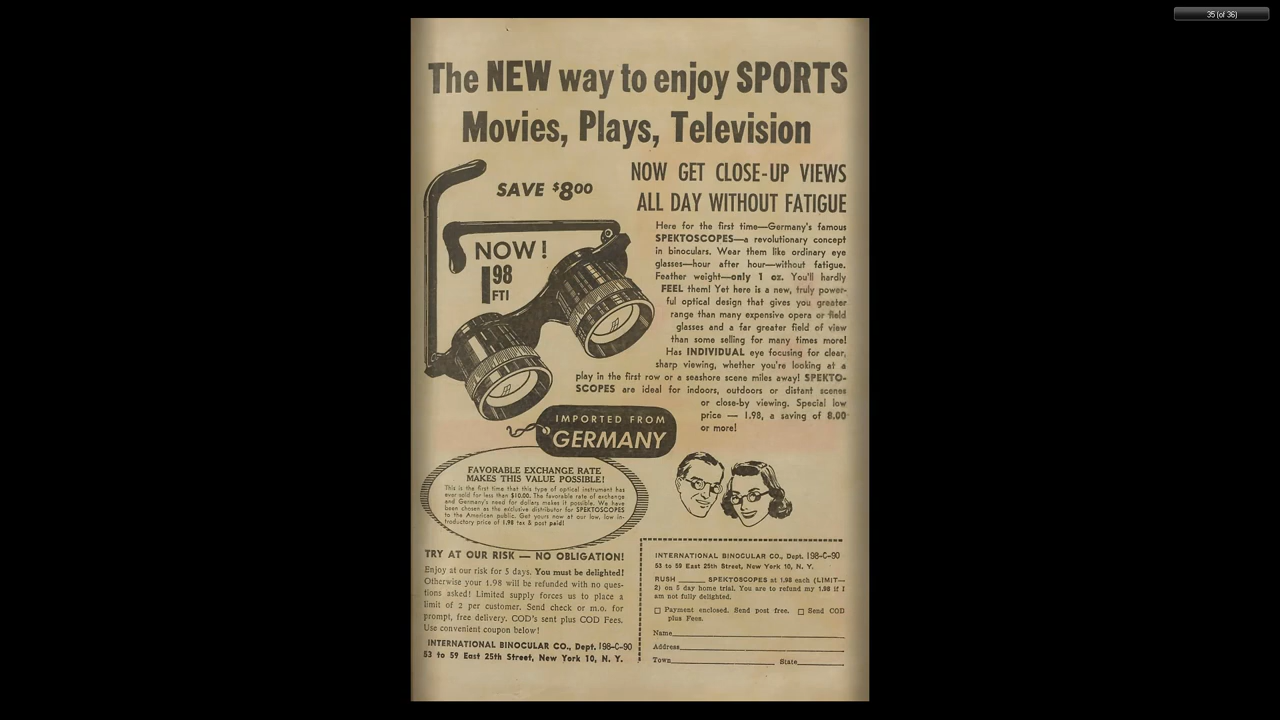 35 (of 36)
The NEW way to enjoy SPORTS
Movies, Plays, Television
SAVE $8⁰⁰
NOW!
1.98
FTI
NOW GET CLOSE-UP VIEWS
ALL DAY WITHOUT FATIGUE
Here for the first time—Germany's famous
SPEKTOSCOPES—a revolutionary concept
in binoculars. Wear them like ordinary eye
glasses—hour after hour—without fatigue.
Feather weight—only 1 oz. You'll hardly
FEEL them! Yet here is a new, truly power-
ful optical design that gives you greater
range than many expensive opera or field
glasses and a far greater field of view
than some selling for many times more!
Has INDIVIDUAL eye focusing for clear,
sharp viewing, whether you're looking at a
play in the first row or a seashore scene miles away! SPEKTO-
SCOPES are ideal for indoors, outdoors or distant scenes
or close-by viewing. Special low
price — 1.98, a saving of 8.00
or more!
IMPORTED FROM
GERMANY
FAVORABLE EXCHANGE RATE
MAKES THIS VALUE POSSIBLE!
This is the first time that this type of optical instrument has
ever sold for less than $10.00. The favorable rate of exchange
and Germany's need for dollars makes it possible. We have
been chosen as the exclusive distributor for SPEKTOSCOPES
to the American public. Get yours now at our low, low in-
troductory price of 1.98 tax & post paid!
TRY AT OUR RISK — NO OBLIGATION!
Enjoy at our risk for 5 days. You must be delighted!
Otherwise your 1.98 will be refunded with no ques-
tions asked! Limited supply forces us to place a
limit of 2 per customer. Send check or m.o. for
prompt, free delivery. COD's sent plus COD Fees.
Use convenient coupon below!
INTERNATIONAL BINOCULAR CO., Dept. 198-C-90
53 to 59 East 25th Street, New York 10, N. Y.
INTERNATIONAL BINOCULAR CO., Dept. 198-C-90
53 to 59 East 25th Street, New York 10, N. Y.
RUSH ______ SPEKTOSCOPES at 1.98 each (LIMIT—
2) on 5 day home trial. You are to refund my 1.98 if I
am not fully delighted.
☐ Payment enclosed. Send post free. ☐ Send COD
plus Fees.
Name
Address
Town State